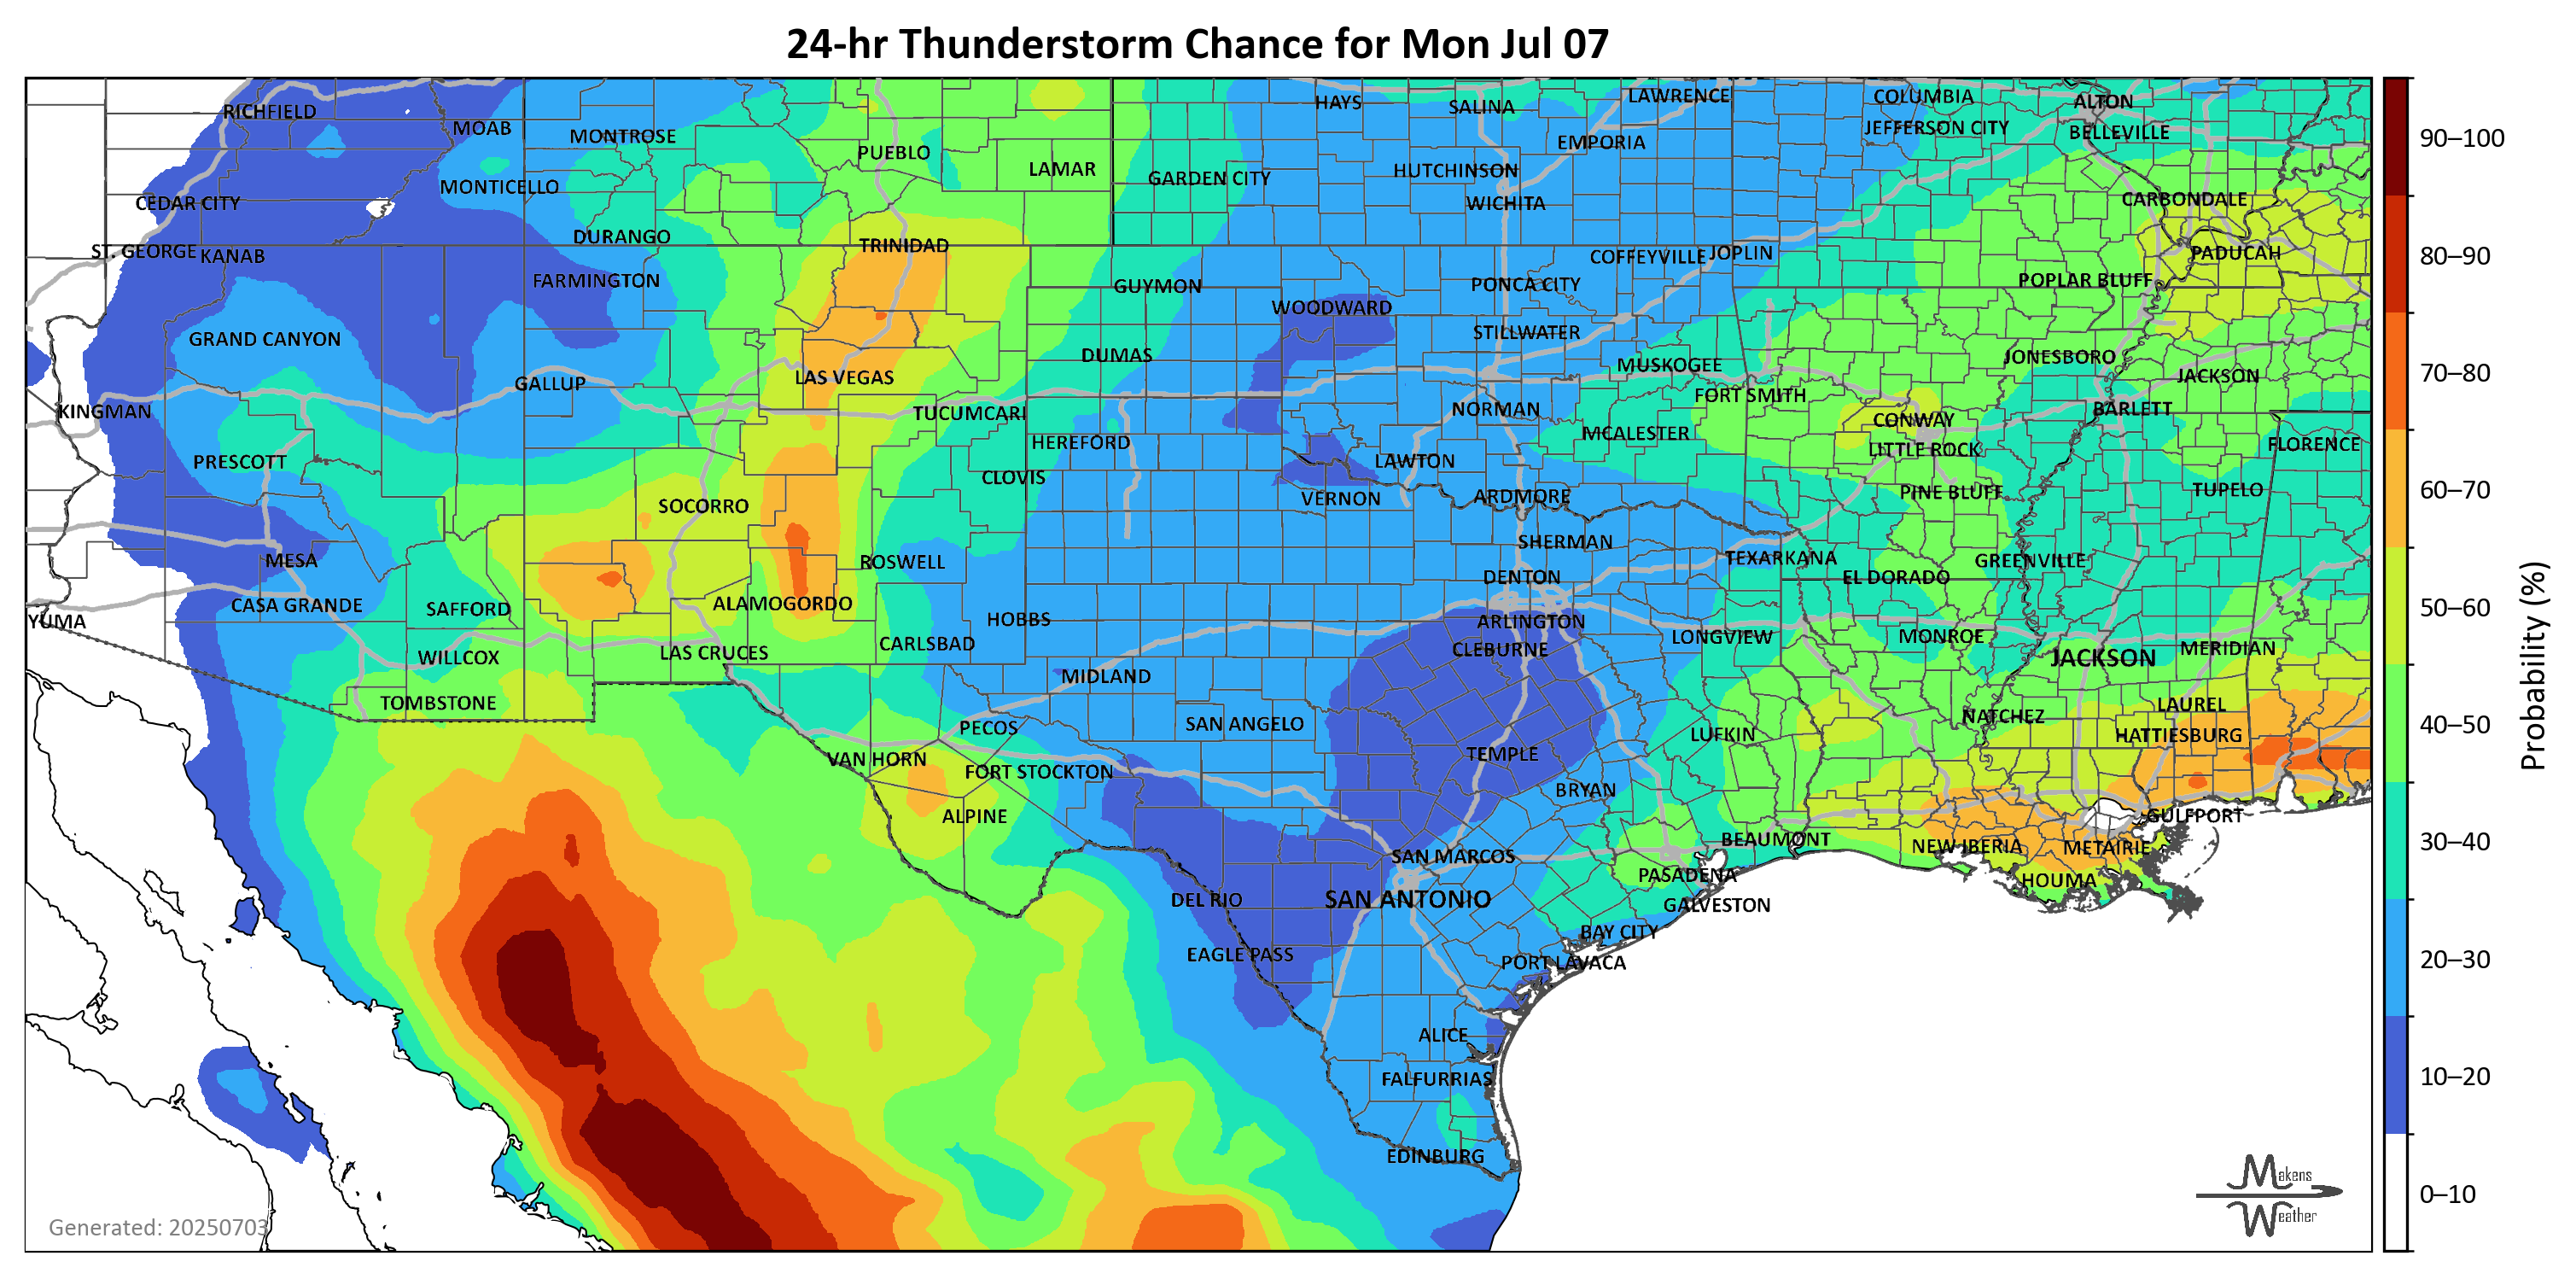 24-hr Thunderstorm Chance for Mon Jul 07
RICHFIELD
MOAB
MONTROSE
PUEBLO
LAMAR
GARDEN CITY
HAYS
SALINA
LAWRENCE
COLUMBIA
ALTON
JEFFERSON CITY
BELLEVILLE
EMPORIA
HUTCHINSON
MONTICELLO
CEDAR CITY
WICHITA
CARBONDALE
DURANGO
TRINIDAD
ST. GEORGE
KANAB
FARMINGTON
GUYMON
COFFEYVILLE
JOPLIN
PADUCAH
PONCA CITY
POPLAR BLUFF
WOODWARD
GRAND CANYON
STILLWATER
DUMAS
MUSKOGEE
JONESBORO
GALLUP
LAS VEGAS
JACKSON
KINGMAN
TUCUMCARI
NORMAN
FORT SMITH
BARLETT
CONWAY
HEREFORD
MCALESTER
LITTLE ROCK
FLORENCE
PRESCOTT
CLOVIS
LAWTON
VERNON
ARDMORE
PINE BLUFF
TUPELO
SOCORRO
SHERMAN
MESA
ROSWELL
TEXARKANA
GREENVILLE
DENTON
EL DORADO
CASA GRANDE
SAFFORD
ALAMOGORDO
YUMA
HOBBS
ARLINGTON
CARLSBAD
CLEBURNE
LONGVIEW
MONROE
MERIDIAN
WILLCOX
LAS CRUCES
JACKSON
MIDLAND
TOMBSTONE
PECOS
SAN ANGELO
LUFKIN
NATCHEZ
LAUREL
HATTIESBURG
VAN HORN
FORT STOCKTON
TEMPLE
BRYAN
ALPINE
GULFPORT
SAN MARCOS
BEAUMONT
NEW IBERIA
METAIRIE
PASADENA
HOUMA
DEL RIO
SAN ANTONIO
GALVESTON
BAY CITY
EAGLE PASS
PORT LAVACA
ALICE
FALFURRIAS
EDINBURG
Generated: 20250703
Makens
Weather
90–100
80–90
70–80
60–70
50–60
40–50
30–40
20–30
10–20
0–10
Probability (%)